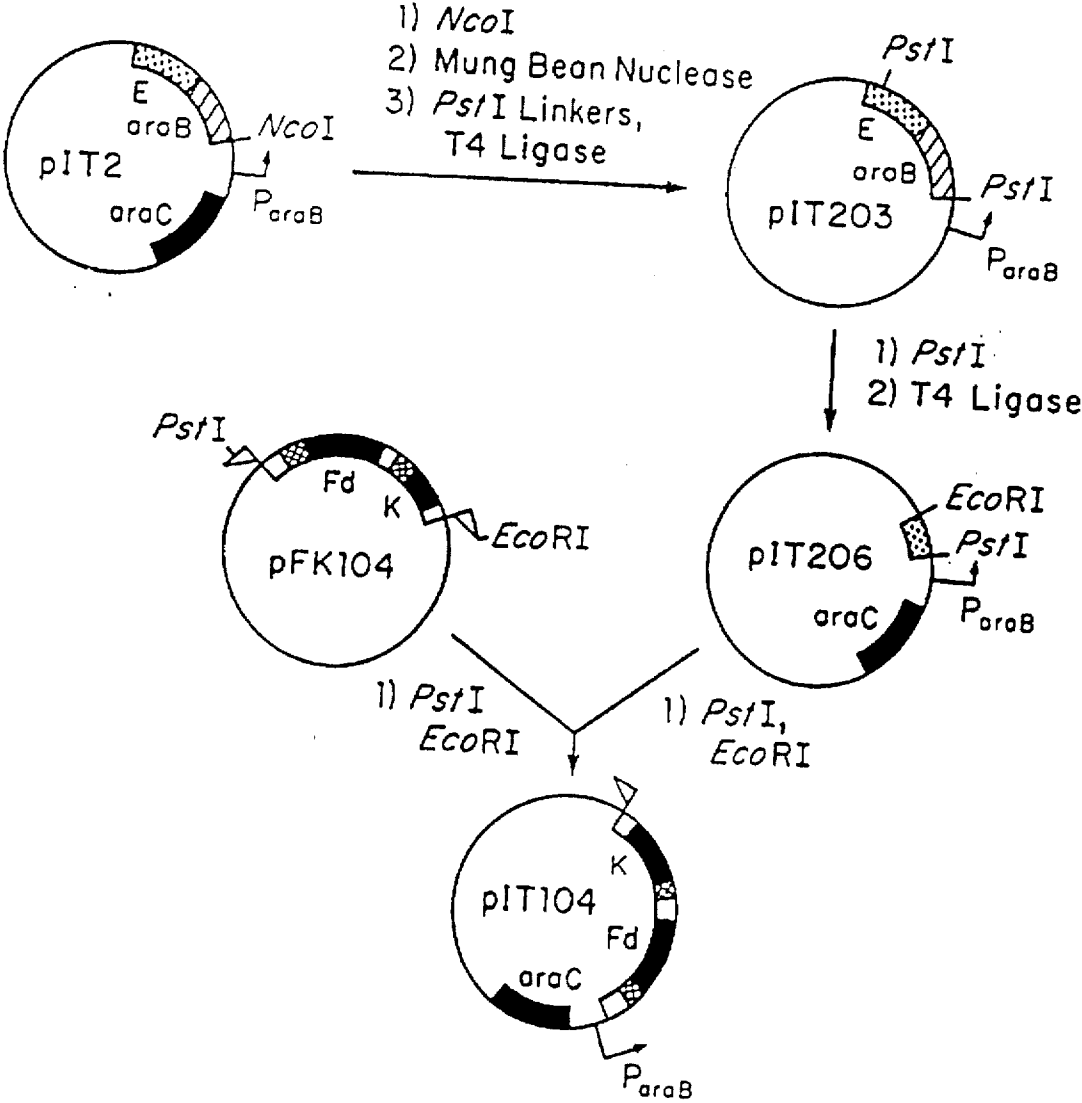 1) NcoI
2) Mung Bean Nuclease
3) PstI Linkers,
T4 Ligase
E
araB
NcoI
pIT2
araC
ParaB
PstI
E
araB
PstI
pIT203
ParaB
1) PstI
2) T4 Ligase
PstI
Fd
K
EcoRI
pFK104
EcoRI
PstI
pIT206
araC
ParaB
1) PstI
EcoRI
1) PstI,
EcoRI
K
pIT104
Fd
araC
ParaB